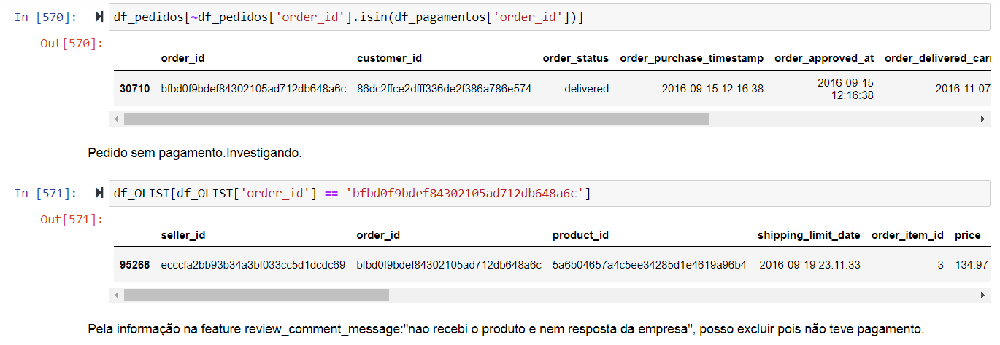 In [570]: df_pedidos[~df_pedidos['order_id'].isin(df_pagamentos['order_id'])]
Out[570]:
order_id customer_id order_status order_purchase_timestamp order_approved_at order_delivered_carr
30710 bfbd0f9bdef84302105ad712db648a6c 86dc2ffce2dfff336de2f386a786e574 delivered 2016-09-15 12:16:38 2016-09-15 12:16:38 2016-11-07
Pedido sem pagamento.Investigando.
In [571]: df_OLIST[df_OLIST['order_id'] == 'bfbd0f9bdef84302105ad712db648a6c']
Out[571]:
seller_id order_id product_id shipping_limit_date order_item_id price
95268 ecccfa2bb93b34a3bf033cc5d1dcdc69 bfbd0f9bdef84302105ad712db648a6c 5a6b04657a4c5ee34285d1e4619a96b4 2016-09-19 23:11:33 3 134.97
Pela informação na feature review_comment_message:"nao recebi o produto e nem resposta da empresa", posso excluir pois não teve pagamento.